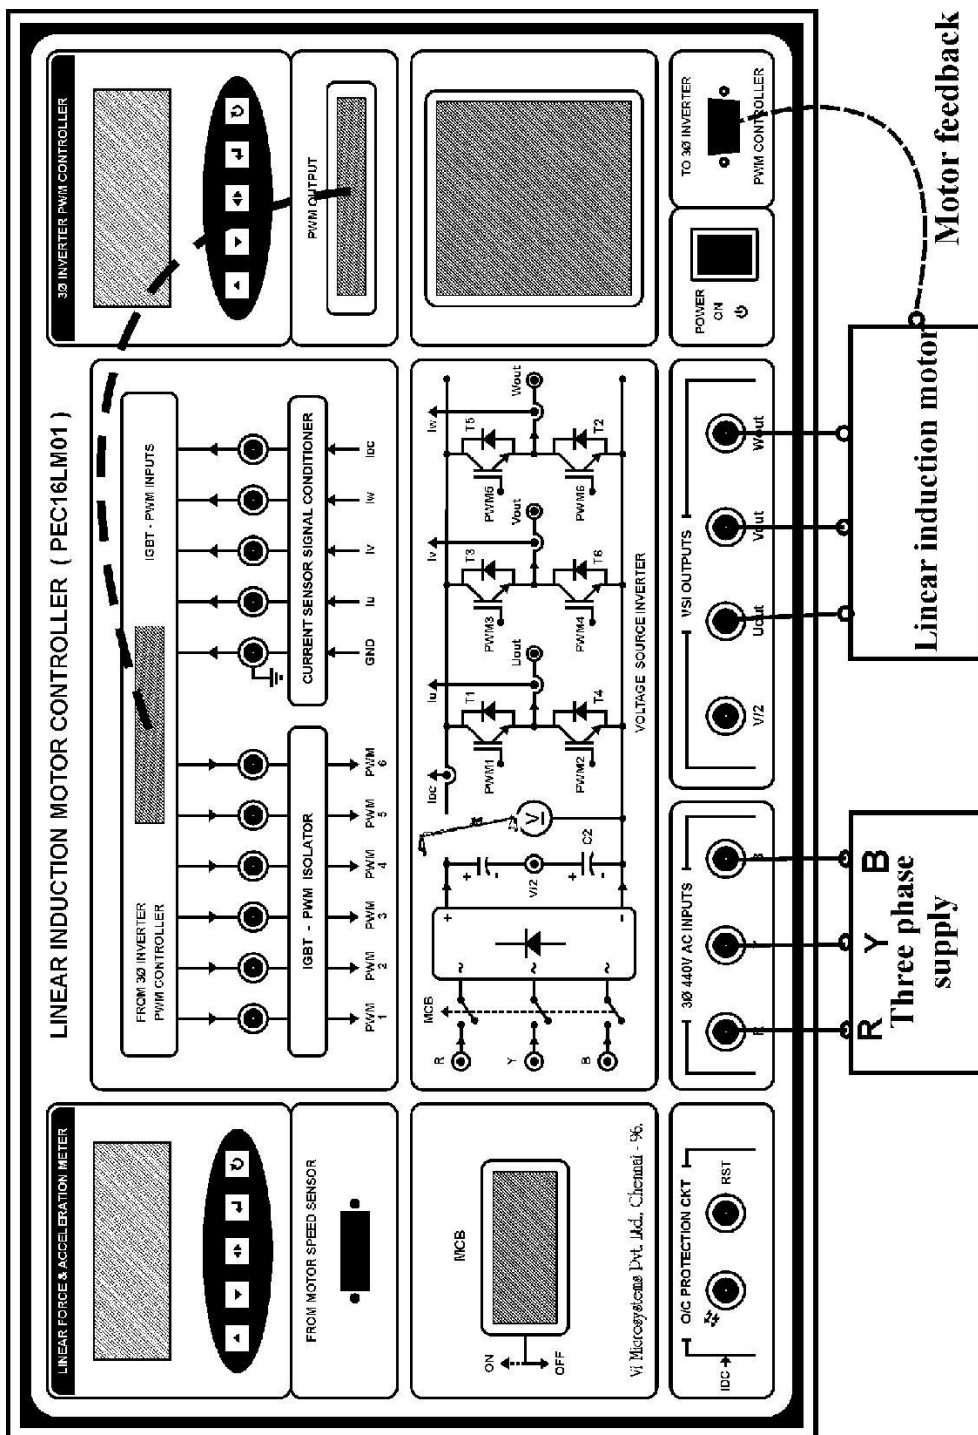 LINEAR INDUCTION MOTOR CONTROLLER ( PEC16LM01 )
LINEAR FORCE & ACCELERATION METER
FROM MOTOR SPEED SENSOR
MCB
ON
OFF
Vi Microsystems Pvt. Ltd., Chennai - 96.
O/C PROTECTION CKT
IDC
RST
FROM 3Ø INVERTER
PWM CONTROLLER
IGBT - PWM INPUTS
IGBT - PWM ISOLATOR
PWM 1
PWM 2
PWM 3
PWM 4
PWM 5
PWM 6
CURRENT SENSOR SIGNAL CONDITIONER
GND
Iu
Iv
Iw
IDC
MCB
R
Y
B
~
~
~
+
-
+
-
V/2
+
-
C2
V
IDC
Iu
Iv
Iw
T1
T3
T5
PWM1
PWM3
PWM5
Uout
Vout
Wout
T4
T6
T2
PWM2
PWM4
PWM6
VOLTAGE SOURCE INVERTER
3Ø 440V AC INPUTS
VSI OUTPUTS
V/2
Uout
Vout
Wout
3Ø INVERTER PWM CONTROLLER
PWM OUTPUT
POWER
ON
TO 3Ø INVERTER
PWM CONTROLLER
R Y B
Three phase
supply
Linear induction motor
Motor feedback